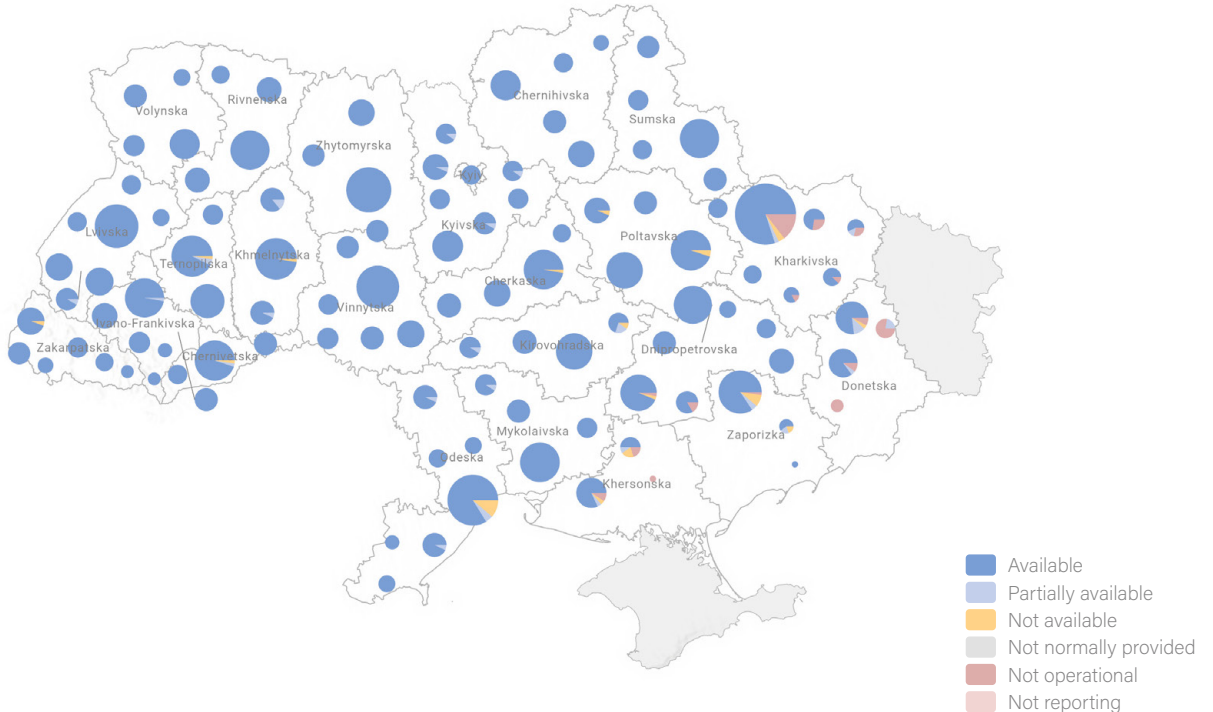 Chernihivska
Rivnenska
Volynska
Sumska
Zhytomyrska
Kyiv
Kyivska
Lvivska
Poltavska
Khmelnytska
Ternopilska
Kharkivska
Cherkaska
Vinnytska
Ivano-Frankivska
Kirovohradska
Zakarpatska
Dnipropetrovska
Chernivetska
Donetska
Mykolaivska
Zaporizka
Odeska
Khersonska
Available
Partially available
Not available
Not normally provided
Not operational
Not reporting